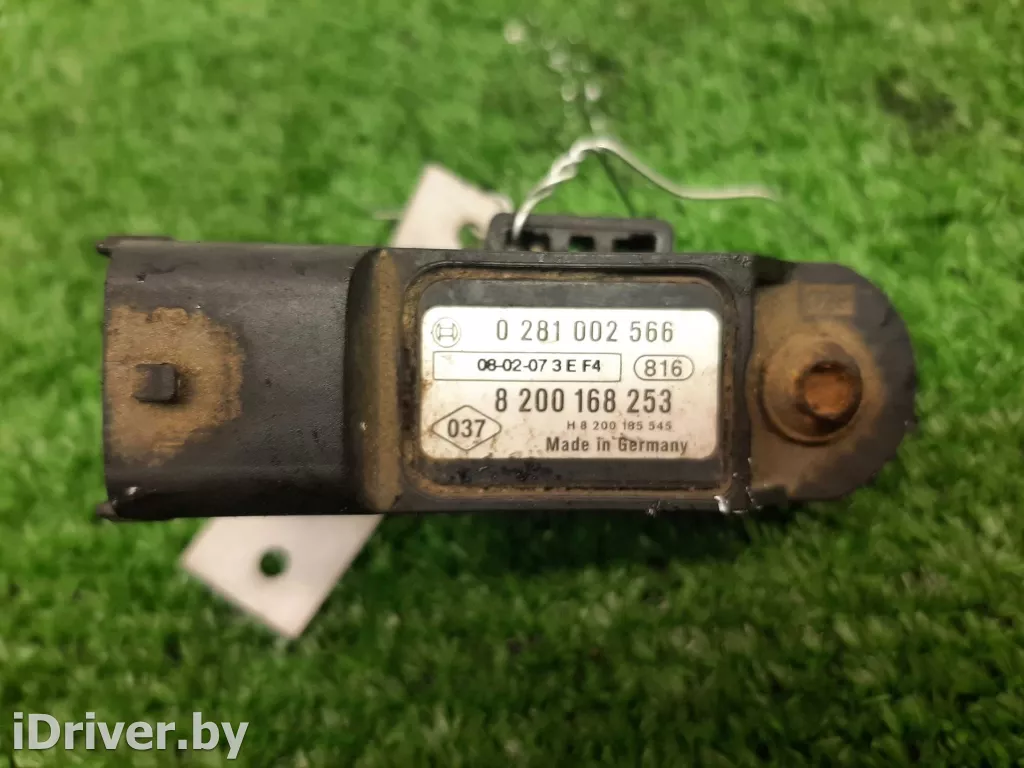 0 281 002 566
08-02-07 3 E F4
816
8 200 168 253
037
H 8 200 185 545
Made in Germany
iDriver.by